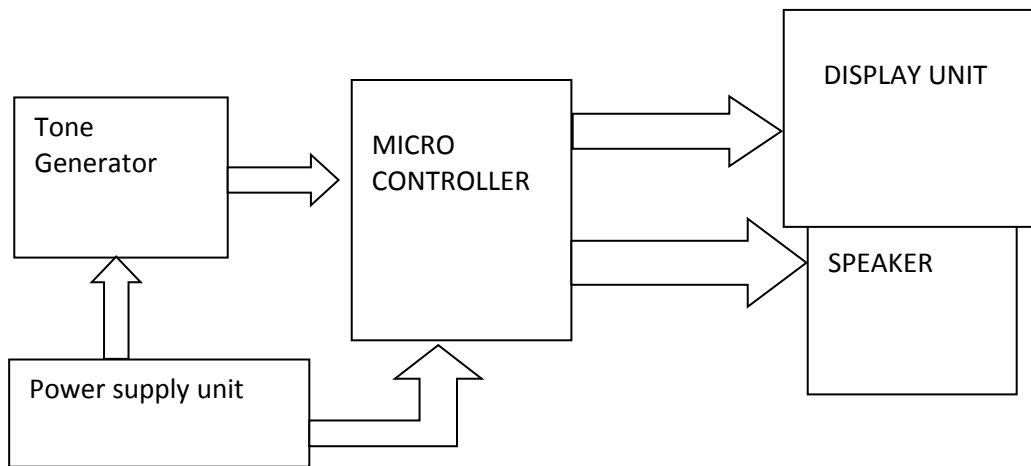 Tone
Generator
MICRO
CONTROLLER
DISPLAY UNIT
SPEAKER
Power supply unit